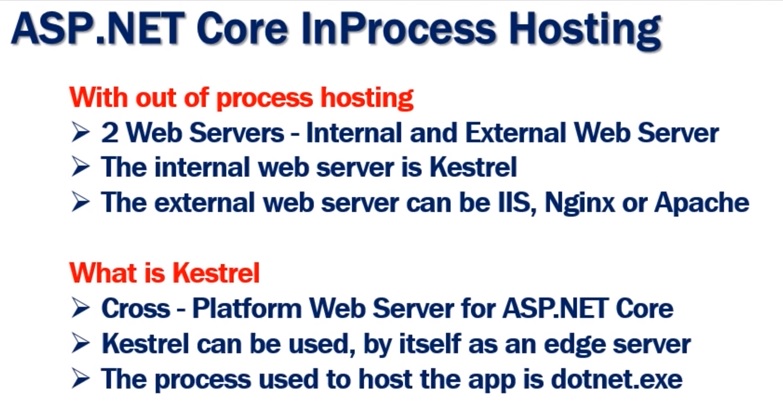 ASP.NET Core InProcess Hosting
With out of process hosting
➢ 2 Web Servers - Internal and External Web Server
➢ The internal web server is Kestrel
➢ The external web server can be IIS, Nginx or Apache
What is Kestrel
➢ Cross - Platform Web Server for ASP.NET Core
➢ Kestrel can be used, by itself as an edge server
➢ The process used to host the app is dotnet.exe